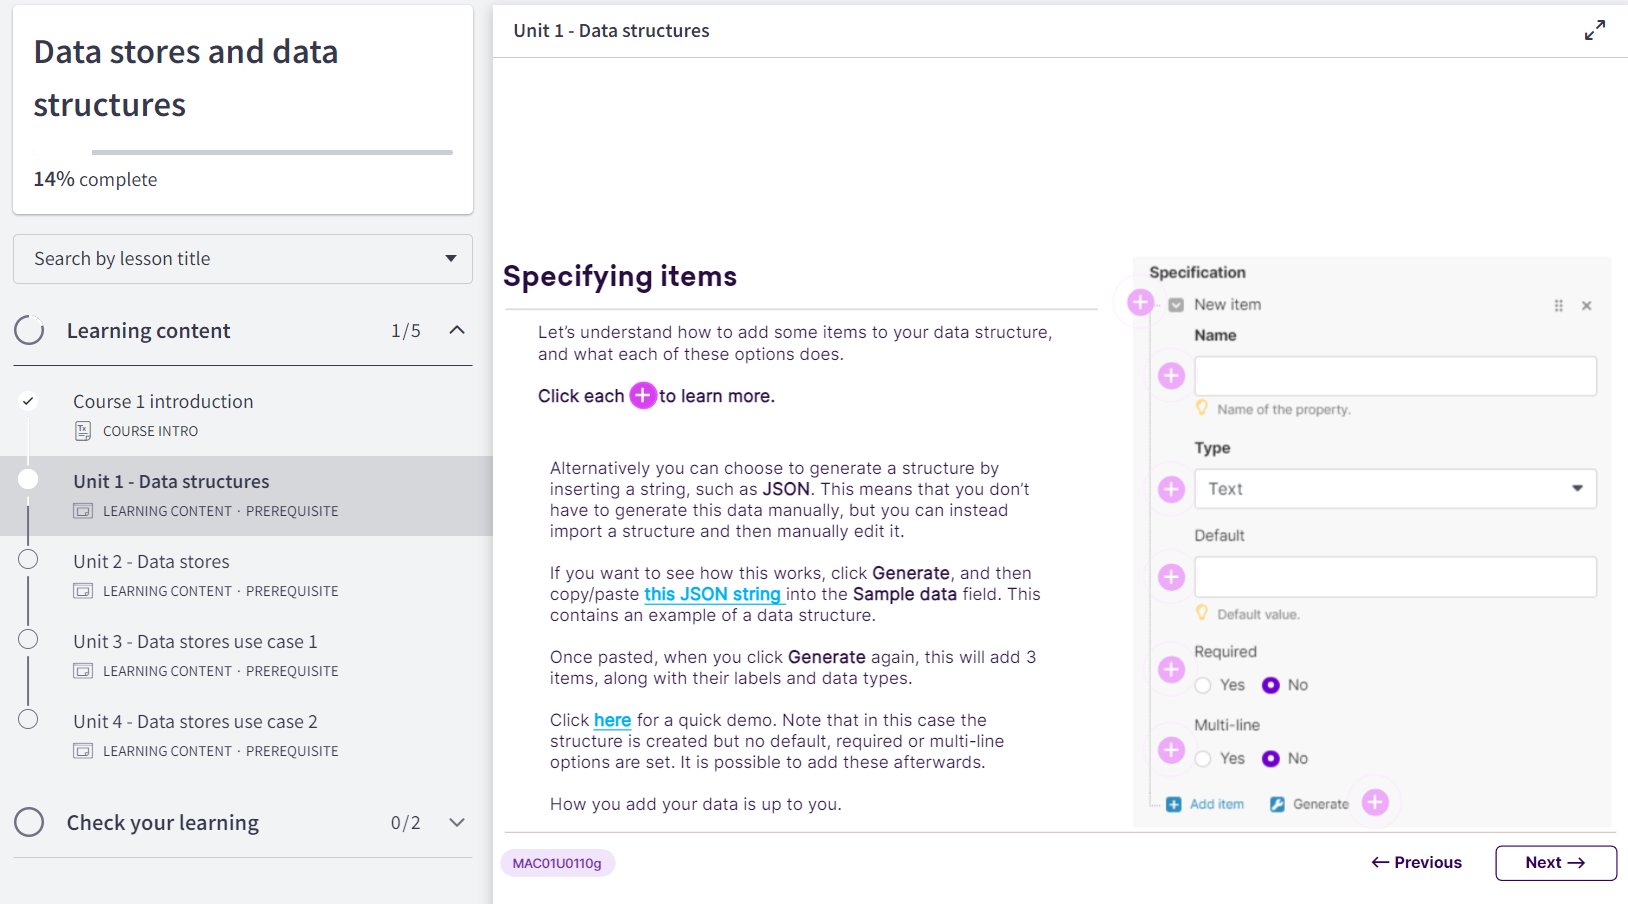 Data stores and data
structures
14% complete
Search by lesson title
Learning content 1/5
Course 1 introduction
COURSE INTRO
Unit 1 - Data structures
LEARNING CONTENT · PREREQUISITE
Unit 2 - Data stores
LEARNING CONTENT · PREREQUISITE
Unit 3 - Data stores use case 1
LEARNING CONTENT · PREREQUISITE
Unit 4 - Data stores use case 2
LEARNING CONTENT · PREREQUISITE
Check your learning 0/2
Unit 1 - Data structures
Specifying items
Let’s understand how to add some items to your data structure,
and what each of these options does.
Click each + to learn more.
Alternatively you can choose to generate a structure by
inserting a string, such as JSON. This means that you don’t
have to generate this data manually, but you can instead
import a structure and then manually edit it.
If you want to see how this works, click Generate, and then
copy/paste this JSON string into the Sample data field. This
contains an example of a data structure.
Once pasted, when you click Generate again, this will add 3
items, along with their labels and data types.
Click here for a quick demo. Note that in this case the
structure is created but no default, required or multi-line
options are set. It is possible to add these afterwards.
How you add your data is up to you.
Specification
New item
Name
Name of the property.
Type
Text
Default
Default value.
Required
Yes No
Multi-line
Yes No
Add item Generate
MAC01U0110g
← Previous Next →